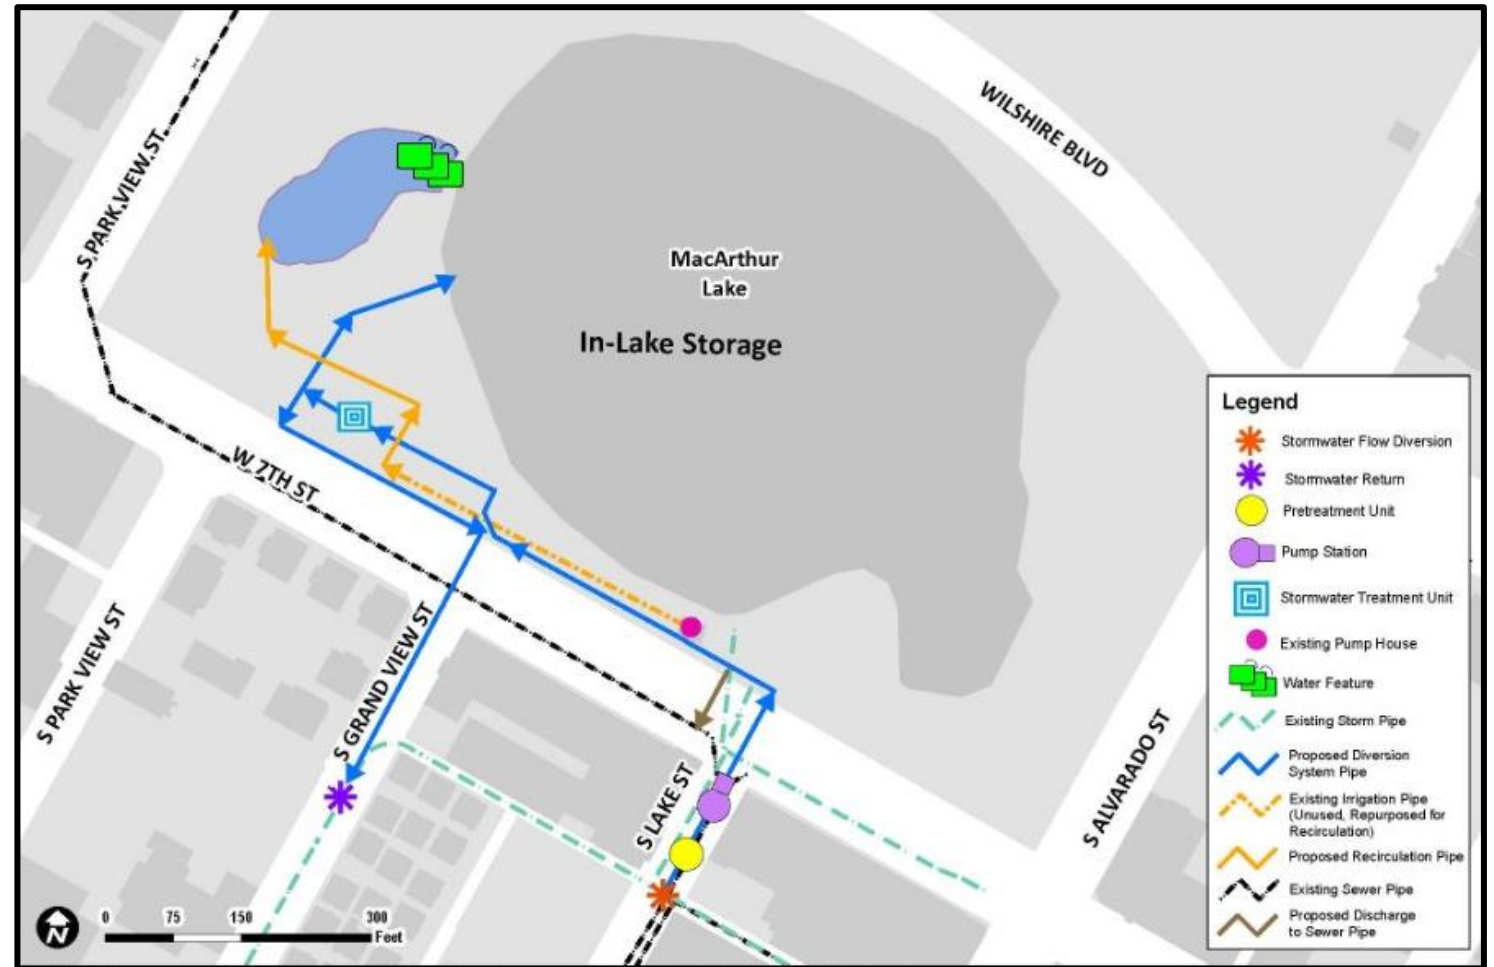 WILSHIRE BLVD
S PARK VIEW ST
MacArthur
Lake
In-Lake Storage
W 7TH ST
S PARK VIEW ST
S GRAND VIEW ST
S LAKE ST
S ALVARADO ST
Legend
Stormwater Flow Diversion
Stormwater Return
Pretreatment Unit
Pump Station
Stormwater Treatment Unit
Existing Pump House
Water Feature
Existing Storm Pipe
Proposed Diversion
System Pipe
Existing Irrigation Pipe
(Unused, Repurposed for
Recirculation)
Proposed Recirculation Pipe
Existing Sewer Pipe
Proposed Discharge
to Sewer Pipe
N
0 75 150 300
Feet